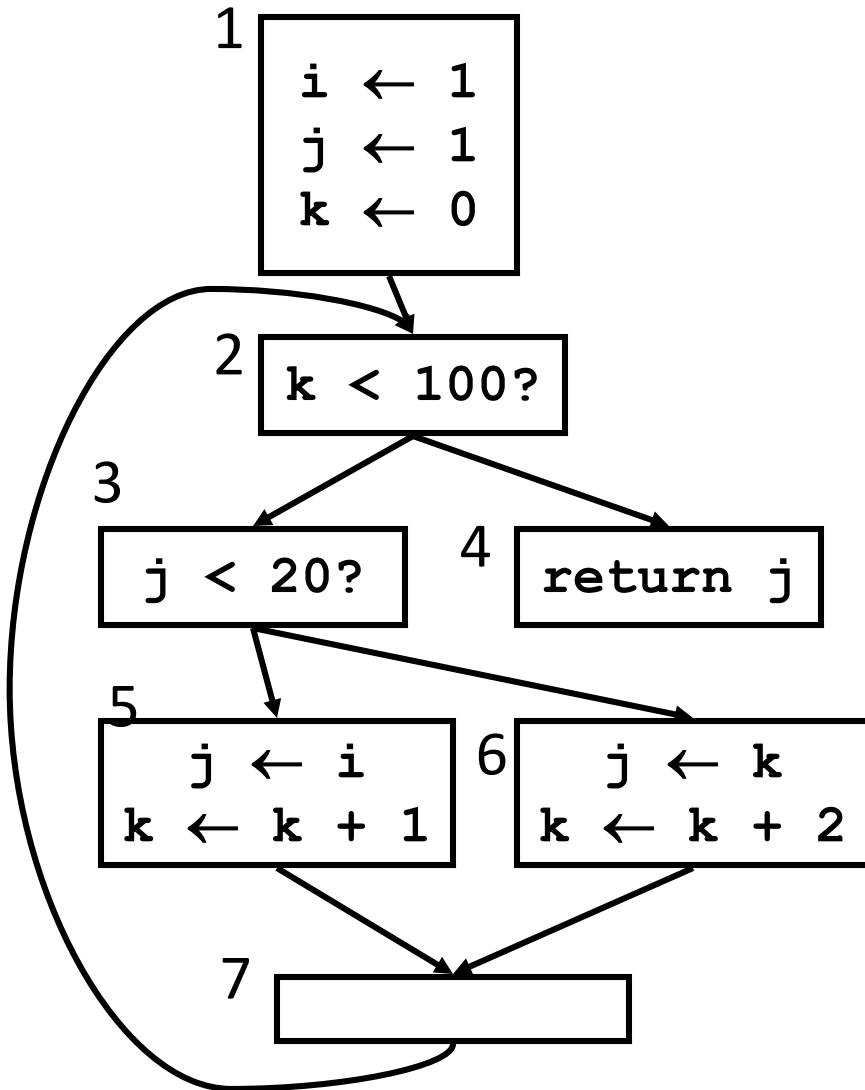 1
i ← 1
j ← 1
k ← 0
2
k < 100?
3
j < 20?
4
return j
5
j ← i
k ← k + 1
6
j ← k
k ← k + 2
7